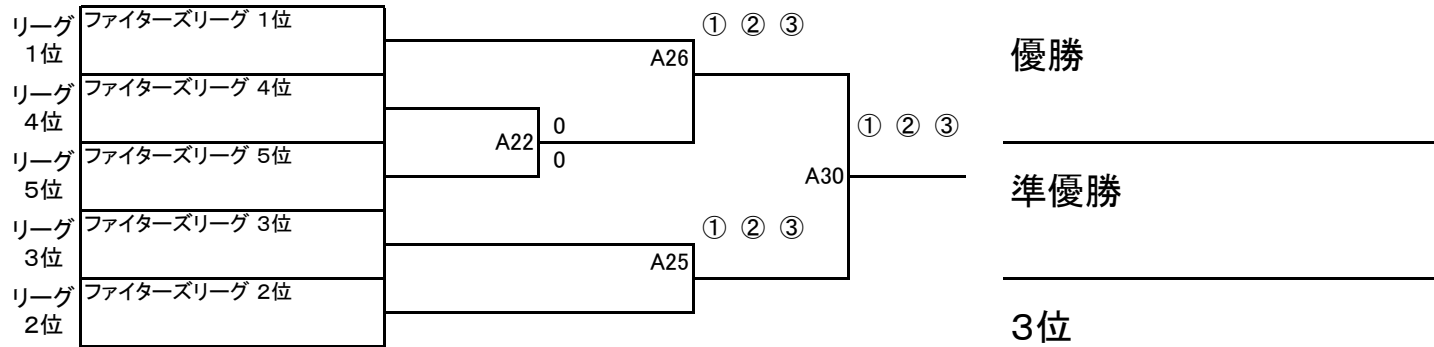 リーグ
1位
ファイターズリーグ 1位
① ② ③
A26
優勝
リーグ
4位
ファイターズリーグ 4位
A22
0
0
① ② ③
リーグ
5位
ファイターズリーグ 5位
A30
準優勝
リーグ
3位
ファイターズリーグ 3位
① ② ③
A25
リーグ
2位
ファイターズリーグ 2位
3位